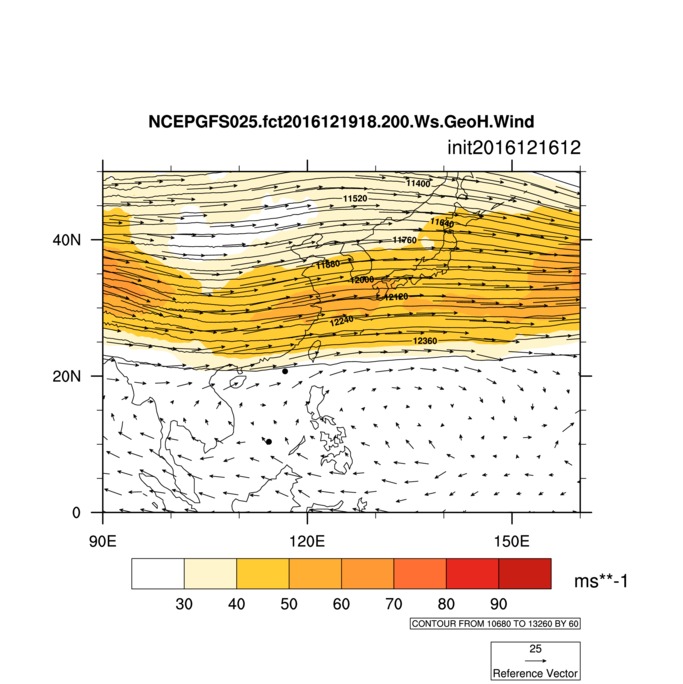 NCEPGFS025.fct2016121918.200.Ws.GeoH.Wind
init2016121612
11400
11520
11640
11760
40N
11880
12000
12120
12240
12360
20N
0
90E 120E 150E
30 40 50 60 70 80 90
ms**-1
CONTOUR FROM 10680 TO 13260 BY 60
25
Reference Vector